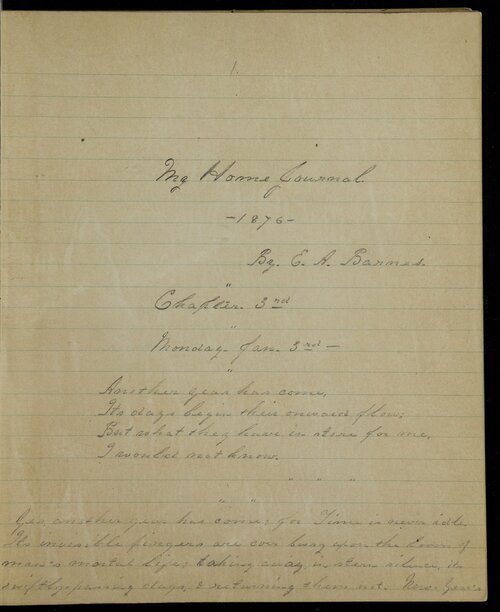 1.
My Home Journal.
-1876-
By. E. A. Barnes.
"
Chapter. 3rd
"
Monday. Jan. 3rd —
"
Another year has come,
Its days begin their onward flow;
But what they have in store for me,
I would not know.
" " "
" "
Yes, another year has come; for Time is never idle.
Its invisible fingers are ever busy upon the loom of
man's mortal life; taking away, in stern silence, its
swift passing days, & returning them not. New Year's